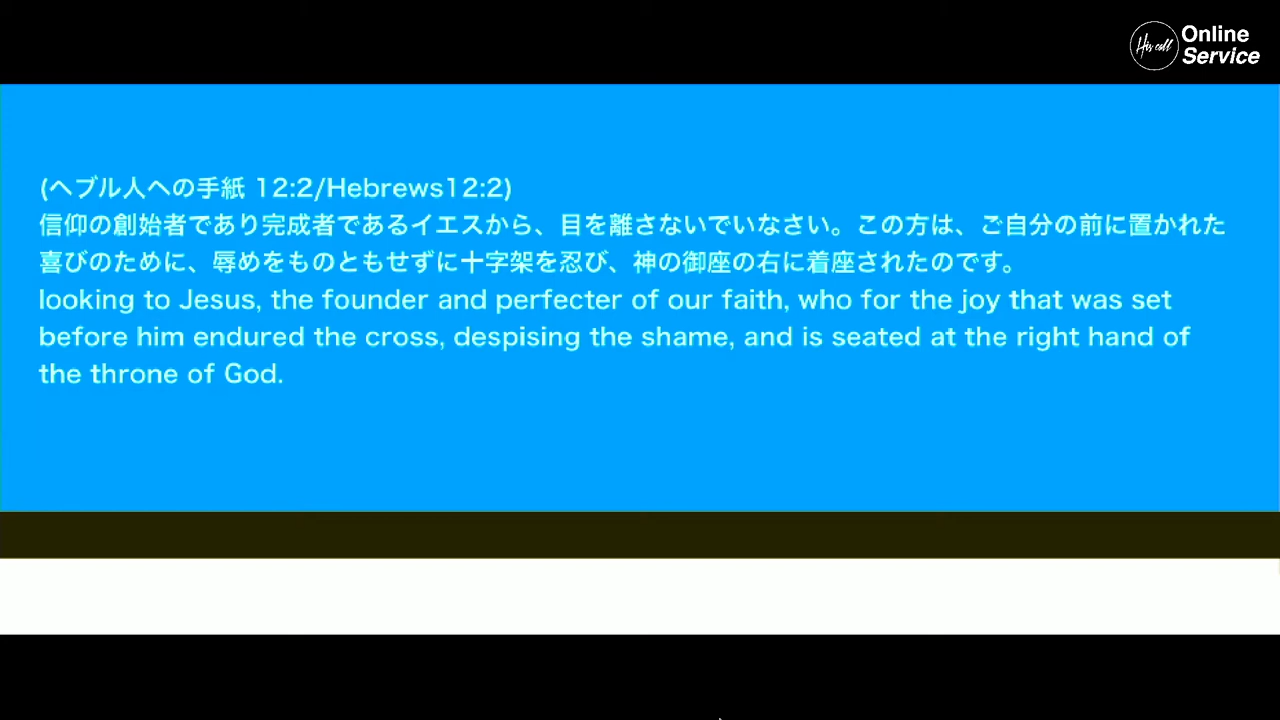 His call
Online
Service
(ヘブル人への手紙 12:2/Hebrews12:2)
信仰の創始者であり完成者であるイエスから、目を離さないでいなさい。この方は、ご自分の前に置かれた
喜びのために、辱めをものともせずに十字架を忍び、神の御座の右に着座されたのです。
looking to Jesus, the founder and perfecter of our faith, who for the joy that was set
before him endured the cross, despising the shame, and is seated at the right hand of
the throne of God.